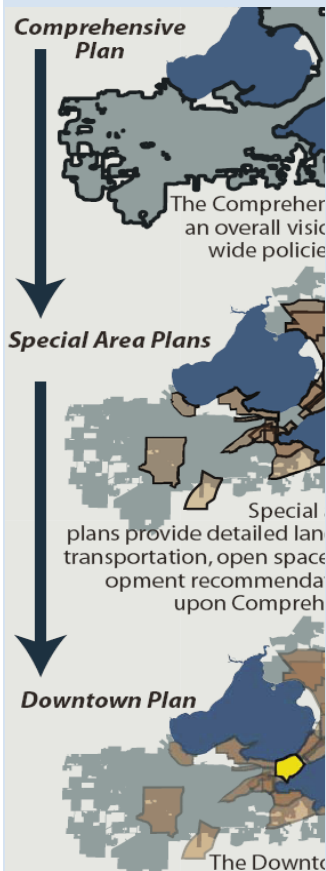 Comprehensive
Plan
The Comprehen
an overall visio
wide policie
Special Area Plans
Special
plans provide detailed lan
transportation, open space
opment recommenda
upon Compreh
Downtown Plan
The Downto